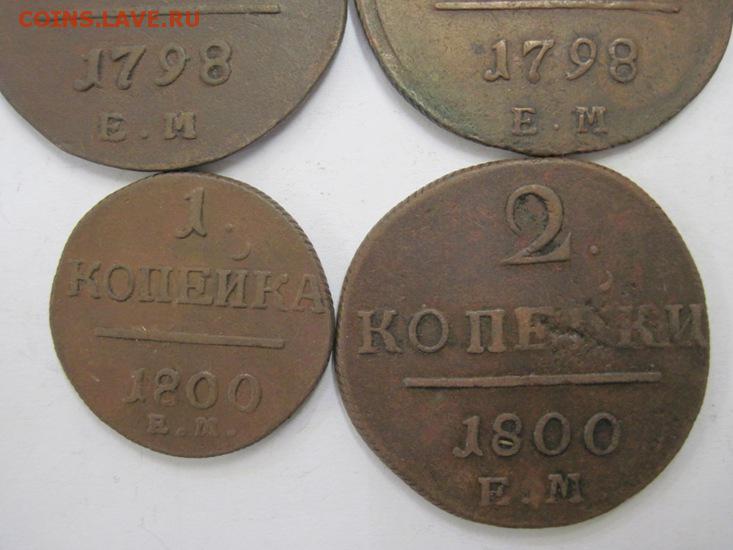 COINS.LAVE.RU
1798
Е.М
1798
Е.М
1
КОПЕЙКА
1800
Е.М.
2
КОПЕЙКИ
1800
Е.М